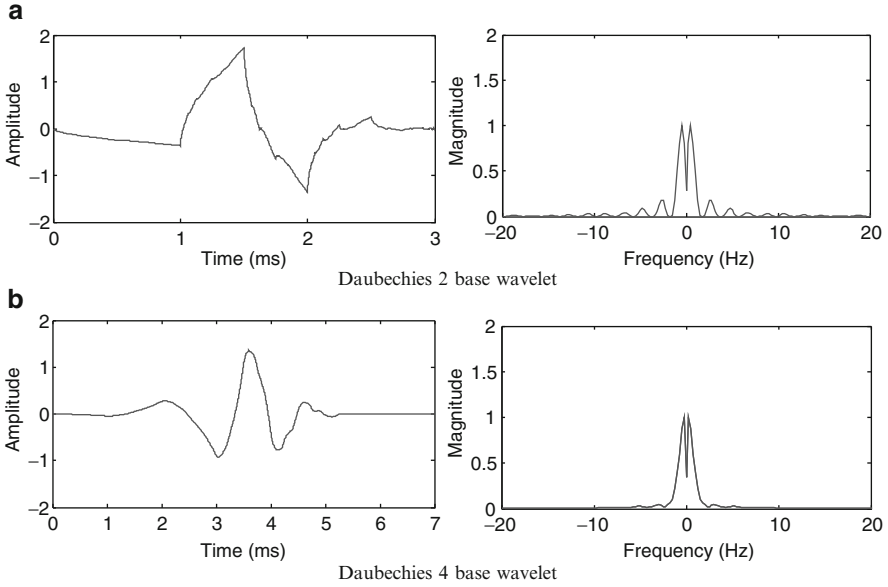 a
2
1
0
−1
−2
Amplitude
0 1 2 3
Time (ms)
2
1.5
1
0.5
0
Magnitude
−20 −10 0 10 20
Frequency (Hz)
Daubechies 2 base wavelet
b
2
1
0
−1
−2
Amplitude
0 1 2 3 4 5 6 7
Time (ms)
2
1.5
1
0.5
0
Magnitude
−20 −10 0 10 20
Frequency (Hz)
Daubechies 4 base wavelet